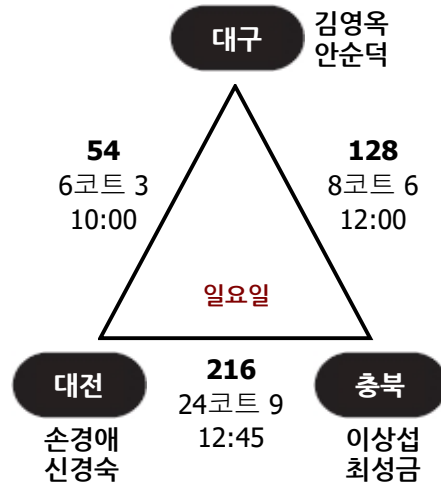 대구
김영옥
안순덕
54
6코트 3
10:00
128
8코트 6
12:00
일요일
대전
손경애
신경숙
216
24코트 9
12:45
충북
이상섭
최성금